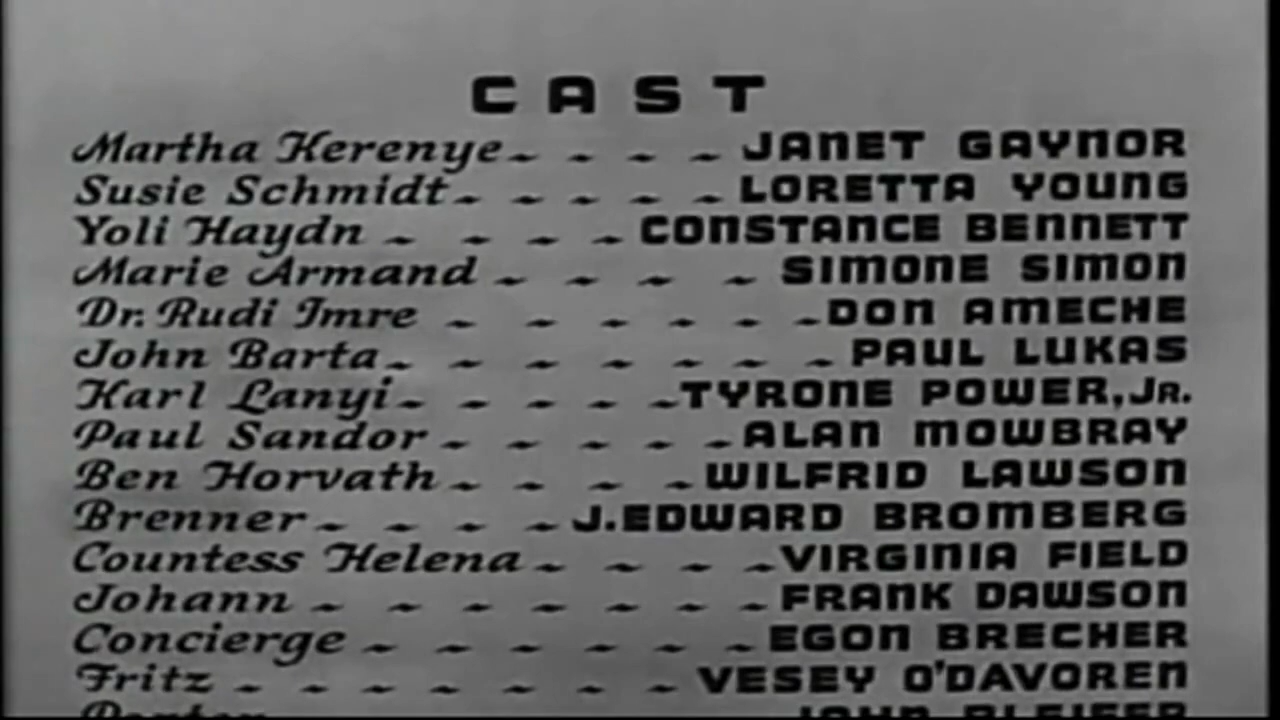 CAST
Martha Kerenye JANET GAYNOR
Susie Schmidt LORETTA YOUNG
Yoli Haydn CONSTANCE BENNETT
Marie Armand SIMONE SIMON
Dr. Rudi Imre DON AMECHE
John Barta PAUL LUKAS
Karl Lanyi TYRONE POWER, JR.
Paul Sandor ALAN MOWBRAY
Ben Horvath WILFRID LAWSON
Brenner J. EDWARD BROMBERG
Countess Helena VIRGINIA FIELD
Johann FRANK DAWSON
Concierge EGON BRECHER
Fritz VESEY O'DAVOREN